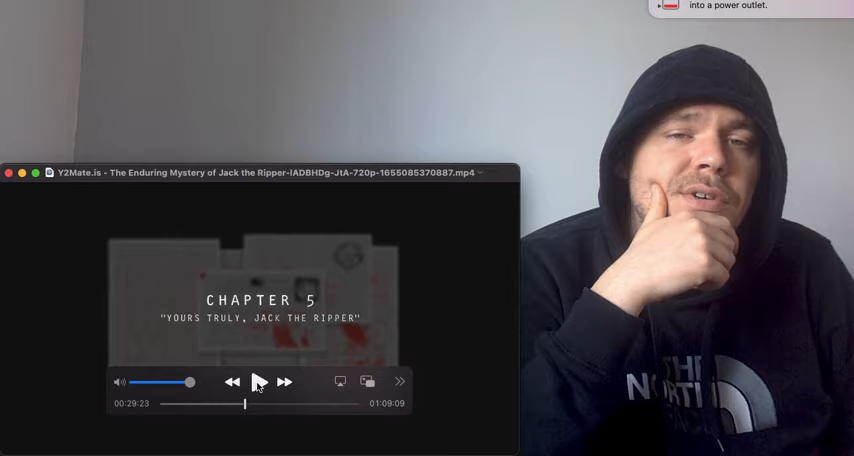 into a power outlet.
Y2Mate.is - The Enduring Mystery of Jack the Ripper-lADBHDg-JtA-720p-1655085370887.mp4
CHAPTER 5
"YOURS TRULY, JACK THE RIPPER"
00:29:23
01:09:09
THE
NORTH
FACE